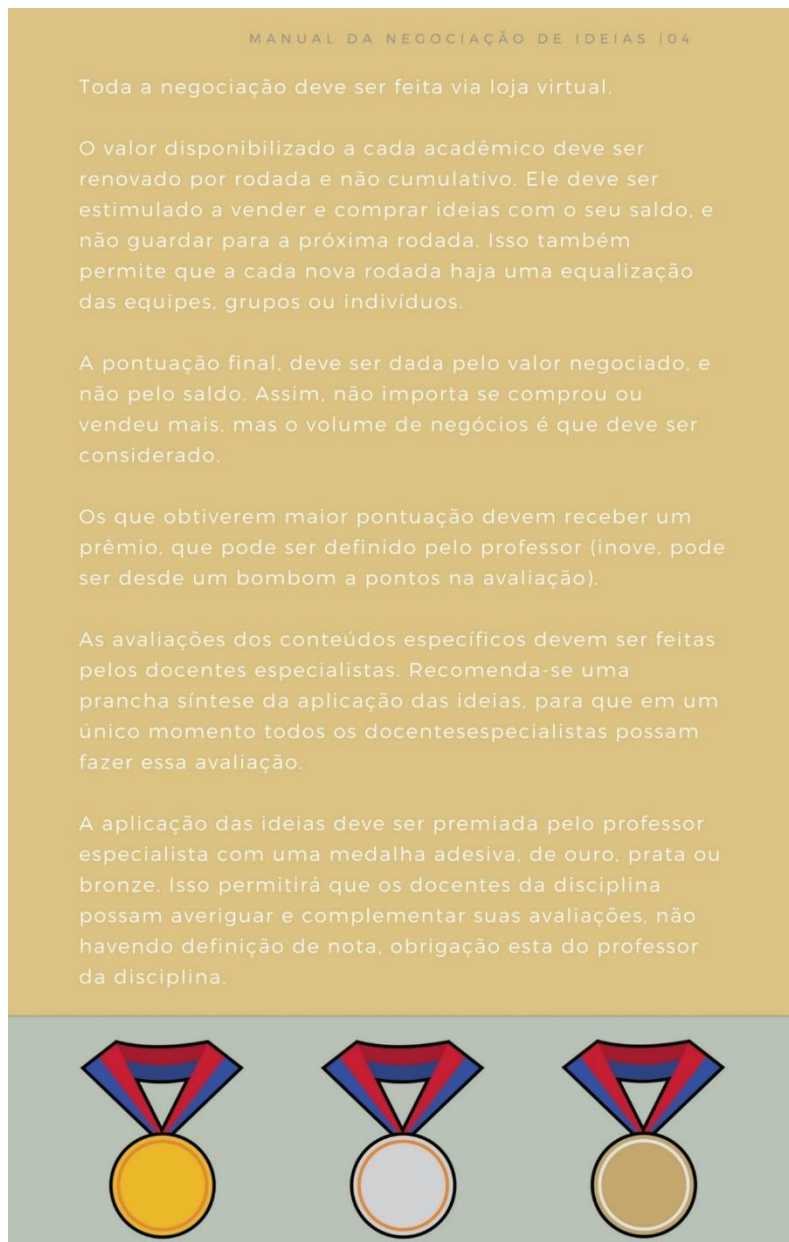 MANUAL DA NEGOCIAÇÃO DE IDEIAS |04
Toda a negociação deve ser feita via loja virtual.
O valor disponibilizado a cada acadêmico deve ser
renovado por rodada e não cumulativo. Ele deve ser
estimulado a vender e comprar ideias com o seu saldo, e
não guardar para a próxima rodada. Isso também
permite que a cada nova rodada haja uma equalização
das equipes, grupos ou indivíduos.
A pontuação final, deve ser dada pelo valor negociado, e
não pelo saldo. Assim, não importa se comprou ou
vendeu mais, mas o volume de negócios é que deve ser
considerado.
Os que obtiverem maior pontuação devem receber um
prêmio, que pode ser definido pelo professor (inove, pode
ser desde um bombom a pontos na avaliação).
As avaliações dos conteúdos específicos devem ser feitas
pelos docentes especialistas. Recomenda-se uma
prancha síntese da aplicação das ideias, para que em um
único momento todos os docentesespecialistas possam
fazer essa avaliação.
A aplicação das ideias deve ser premiada pelo professor
especialista com uma medalha adesiva, de ouro, prata ou
bronze. Isso permitirá que os docentes da disciplina
possam averiguar e complementar suas avaliações, não
havendo definição de nota, obrigação esta do professor
da disciplina.